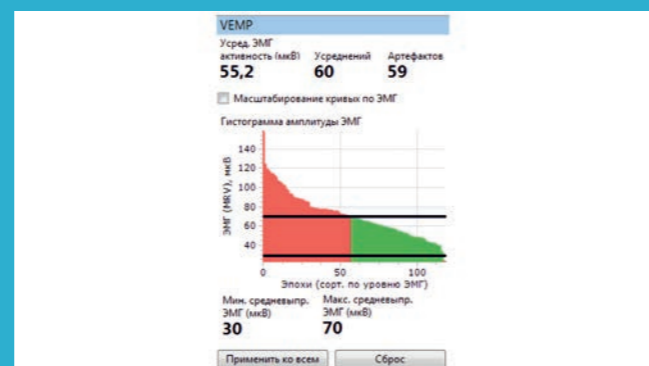 VEMP
Усред. ЭМГ
активность (мкВ) Усреднений Артефактов
55,2 60 59
Масштабирование кривых по ЭМГ
Гистограмма амплитуды ЭМГ
ЭМГ (MRV), мкВ
140
120
100
80
60
40
0 50 100
Эпохи (сорт. по уровню ЭМГ)
Мин. средневыпр. Макс. средневыпр.
ЭМГ (мкВ) ЭМГ (мкВ)
30 70
Применить ко всем Сброс